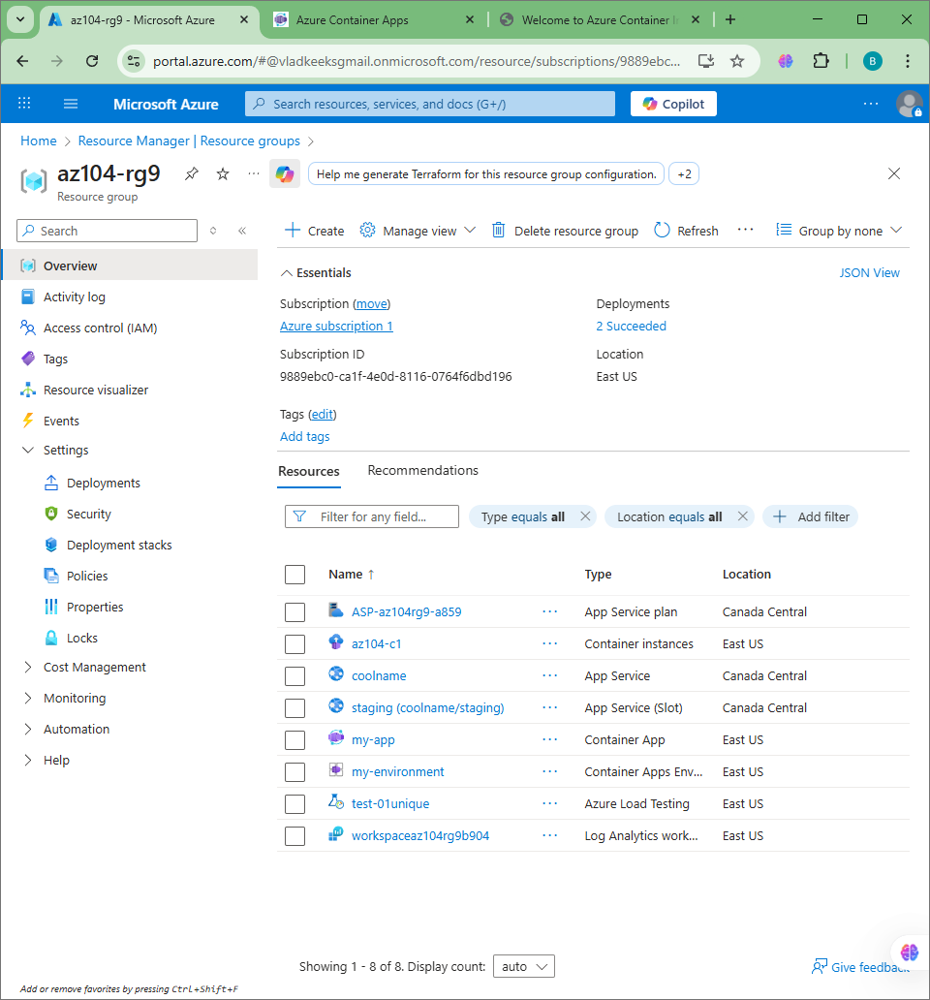 az104-rg9 - Microsoft Azure
Azure Container Apps
Welcome to Azure Container I
portal.azure.com/#@vladkeeksgmail.onmicrosoft.com/resource/subscriptions/9889ebc...
B
Microsoft Azure
Search resources, services, and docs (G+/)
Copilot
Home > Resource Manager | Resource groups >
az104-rg9
Resource group
Help me generate Terraform for this resource group configuration.
+2
Search
Create
Manage view
Delete resource group
Refresh
Group by none
Overview
Activity log
Access control (IAM)
Tags
Resource visualizer
Events
Settings
Deployments
Security
Deployment stacks
Policies
Properties
Locks
Cost Management
Monitoring
Automation
Help
Essentials
JSON View
Subscription (move)
Azure subscription 1
Subscription ID
9889ebc0-ca1f-4e0d-8116-0764f6dbd196
Deployments
2 Succeeded
Location
East US
Tags (edit)
Add tags
Resources
Recommendations
Filter for any field...
Type equals all
Location equals all
Add filter
Name ↑ Type Location
ASP-az104rg9-a859 ... App Service plan Canada Central
az104-c1 ... Container instances East US
coolname ... App Service Canada Central
staging (coolname/staging) ... App Service (Slot) Canada Central
my-app ... Container App East US
my-environment ... Container Apps Env... East US
test-01unique ... Azure Load Testing East US
workspaceaz104rg9b904 ... Log Analytics work... East US
Showing 1 - 8 of 8. Display count: auto
Give feedback
Add or remove favorites by pressing Ctrl+Shift+F